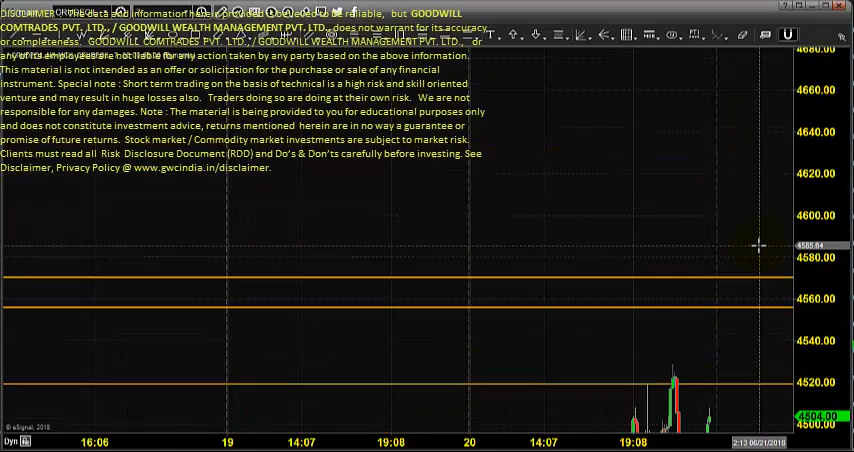 DISCLAIMER - The data and information herein provided is believed to be reliable, but GOODWILL
COMTRADES PVT. LTD., / GOODWILL WEALTH MANAGEMENT PVT. LTD., does not warrant for its accuracy
or completeness. GOODWILL COMTRADES PVT. LTD., / GOODWILL WEALTH MANAGEMENT PVT. LTD., or
any of its employees are not liable for any action taken by any party based on the above information.
This material is not intended as an offer or solicitation for the purchase or sale of any financial
instrument. Special note : Short term trading on the basis of technical is a high risk and skill oriented
venture and may result in huge losses also. Traders doing so are doing at their own risk. We are not
responsible for any damages. Note : The material is being provided to you for educational purposes only
and does not constitute investment advice, returns mentioned herein are in no way a guarantee or
promise of future returns. Stock market / Commodity market investments are subject to market risk.
Clients must read all Risk Disclosure Document (RDD) and Do's & Don'ts carefully before investing. See
Disclaimer, Privacy Policy @ www.gwcindia.in/disclaimer.
4680.00
4660.00
4640.00
4620.00
4600.00
4585.64
4580.00
4560.00
4540.00
4520.00
4504.00
4500.00
© eSignal, 2018
Dyn
16:06 19 14:07 19:08 20 14:07 19:08 2:13 06/21/2018